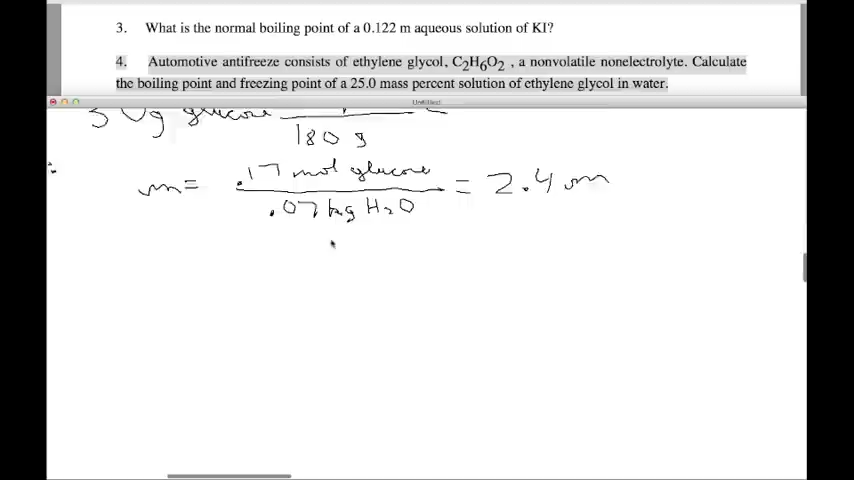 3. What is the normal boiling point of a 0.122 m aqueous solution of KI?
4. Automotive antifreeze consists of ethylene glycol, C2H6O2 , a nonvolatile nonelectrolyte. Calculate
the boiling point and freezing point of a 25.0 mass percent solution of ethylene glycol in water.
Untitled
30g glucose
180 g
m = .17 mol glucose = 2.4 m
.07 kg H2O